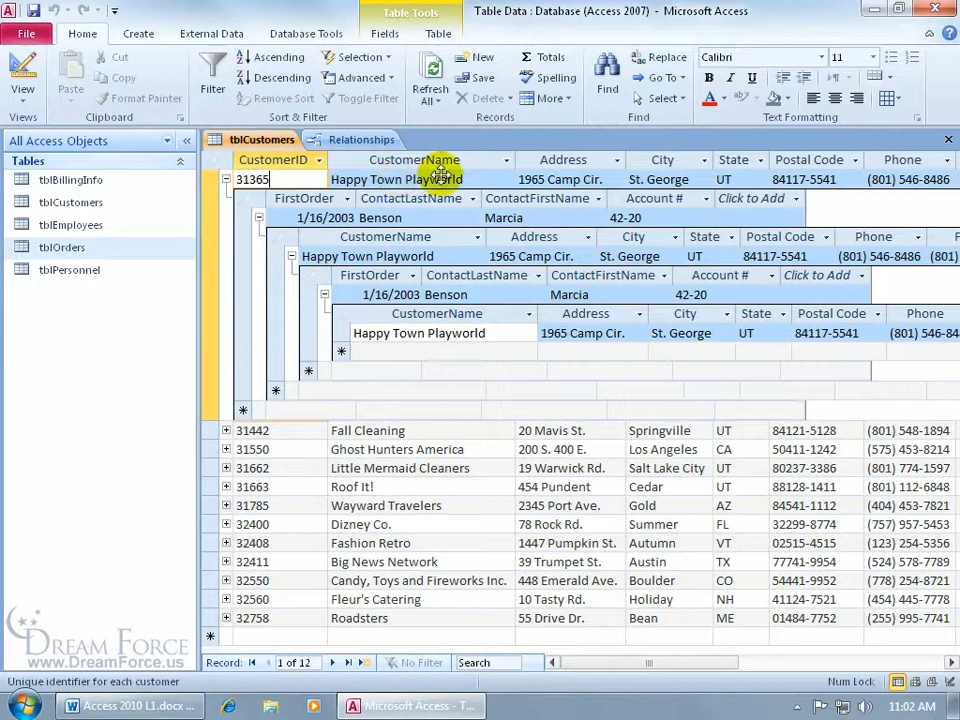 Table Tools
Table Data : Database (Access 2007) - Microsoft Access
File Home Create External Data Database Tools Fields Table
View Views
Paste Cut Copy Format Painter Clipboard
Filter Ascending Descending Remove Sort Selection Advanced Toggle Filter Sort & Filter
Refresh All New Save Delete Totals Spelling More Records
Find Replace Go To Select Find
Calibri 11 B I U A ab Text Formatting
All Access Objects
Tables
tblBillingInfo
tblCustomers
tblEmployees
tblOrders
tblPersonnel
tblCustomers Relationships
CustomerID CustomerName Address City State Postal Code Phone
31365 Happy Town Playworld 1965 Camp Cir. St. George UT 84117-5541 (801) 546-8486
FirstOrder ContactLastName ContactFirstName Account # Click to Add
1/16/2003 Benson Marcia 42-20
CustomerName Address City State Postal Code Phone F
Happy Town Playworld 1965 Camp Cir. St. George UT 84117-5541 (801) 546-8486 (801)
FirstOrder ContactLastName ContactFirstName Account # Click to Add
1/16/2003 Benson Marcia 42-20
CustomerName Address City State Postal Code Phone
Happy Town Playworld 1965 Camp Cir. St. George UT 84117-5541 (801) 546-84
31442 Fall Cleaning 20 Mavis St. Springville UT 84121-5128 (801) 548-1894
31550 Ghost Hunters America 200 S. 400 E. Los Angeles CA 50411-1242 (575) 453-8214
31662 Little Mermaid Cleaners 19 Warwick Rd. Salt Lake City UT 80237-3386 (801) 774-1597
31663 Roof It! 454 Pundent Cedar UT 88128-1411 (801) 112-6848
31785 Wayward Travelers 2345 Port Ave. Gold AZ 84541-1112 (404) 453-7821
32400 Dizney Co. 78 Rock Rd. Summer FL 32299-8774 (757) 957-5453
32408 Fashion Retro 1447 Pumpkin St. Autumn VT 02515-4515 (123) 254-5356
32411 Big News Network 39 Trumpet St. Austin TX 77741-9954 (524) 578-7789
32550 Candy, Toys and Fireworks Inc. 448 Emerald Ave. Boulder CO 54441-9952 (778) 254-8721
32560 Fleur's Catering 10 Tasty Rd. Holiday NH 41124-7521 (304) 445-7778
32758 Roadsters 55 Drive Dr. Bean ME 01484-7752 (255) 995-7741
DREAM FORCE
www.DreamForce.us
Record: 1 of 12 No Filter Search
Unique identifier for each customer Num Lock
Access 2010 L1.docx ... Microsoft Access - T... 11:02 AM